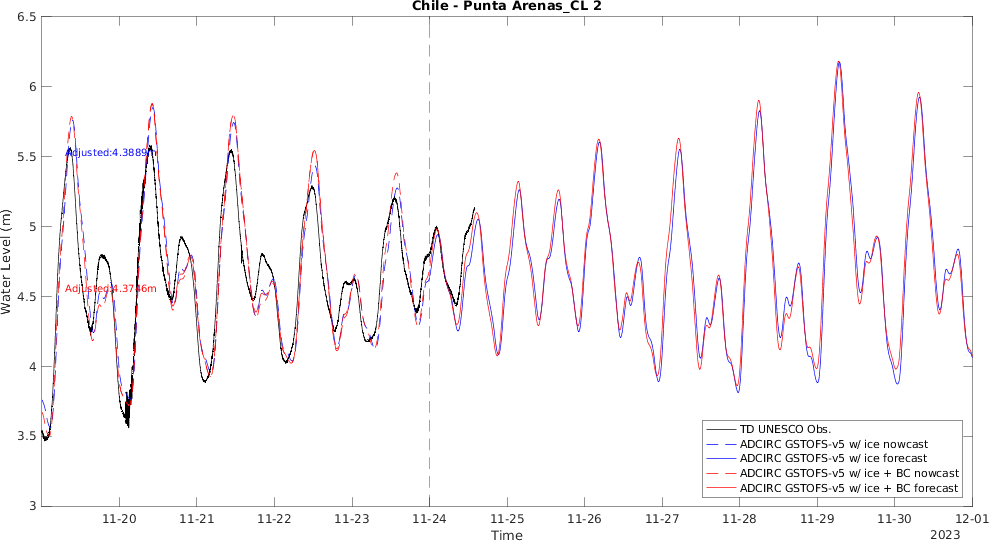 Chile - Punta Arenas_CL 2
6.5
6
5.5
5
4.5
4
3.5
3
Water Level (m)
Adjusted:4.3889m
Adjusted:4.3746m
TD UNESCO Obs.
ADCIRC GSTOFS-v5 w/ ice nowcast
ADCIRC GSTOFS-v5 w/ ice forecast
ADCIRC GSTOFS-v5 w/ ice + BC nowcast
ADCIRC GSTOFS-v5 w/ ice + BC forecast
11-20 11-21 11-22 11-23 11-24 11-25 11-26 11-27 11-28 11-29 11-30 12-01
Time
2023